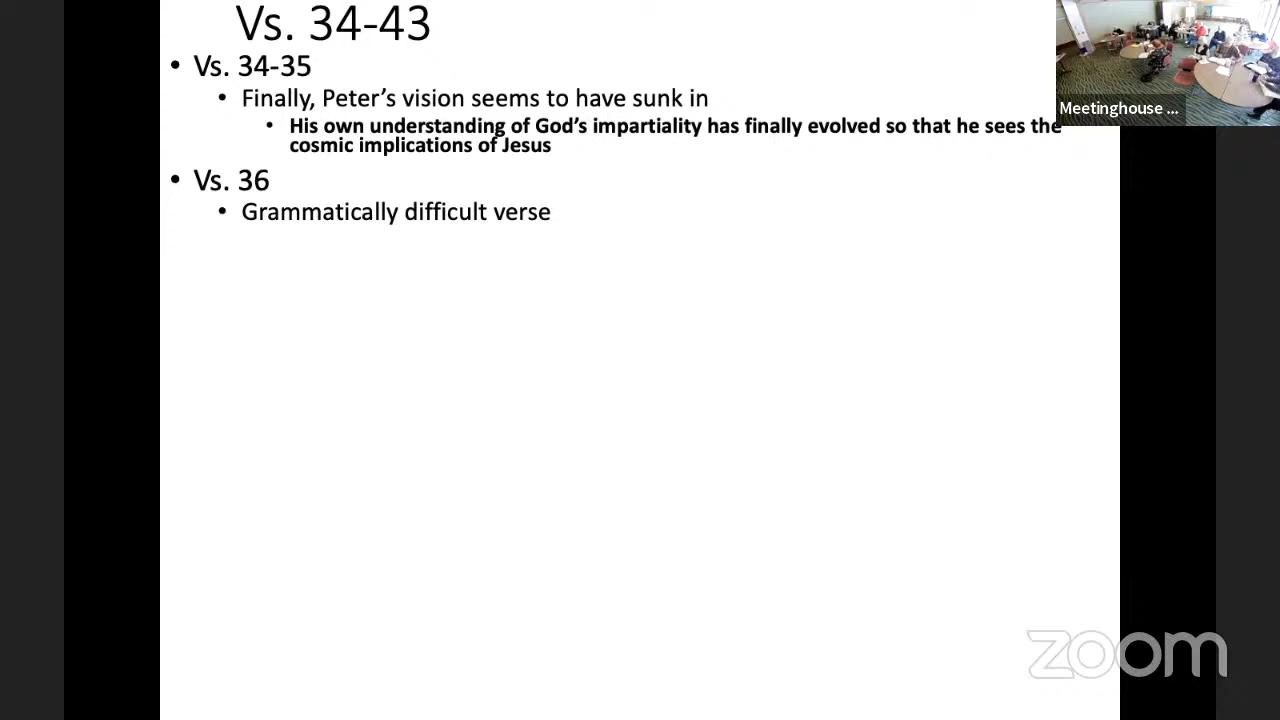 Vs. 34-43
• Vs. 34-35
• Finally, Peter’s vision seems to have sunk in
• His own understanding of God’s impartiality has finally evolved so that he sees the
cosmic implications of Jesus
• Vs. 36
• Grammatically difficult verse
Meetinghouse ...
zoom